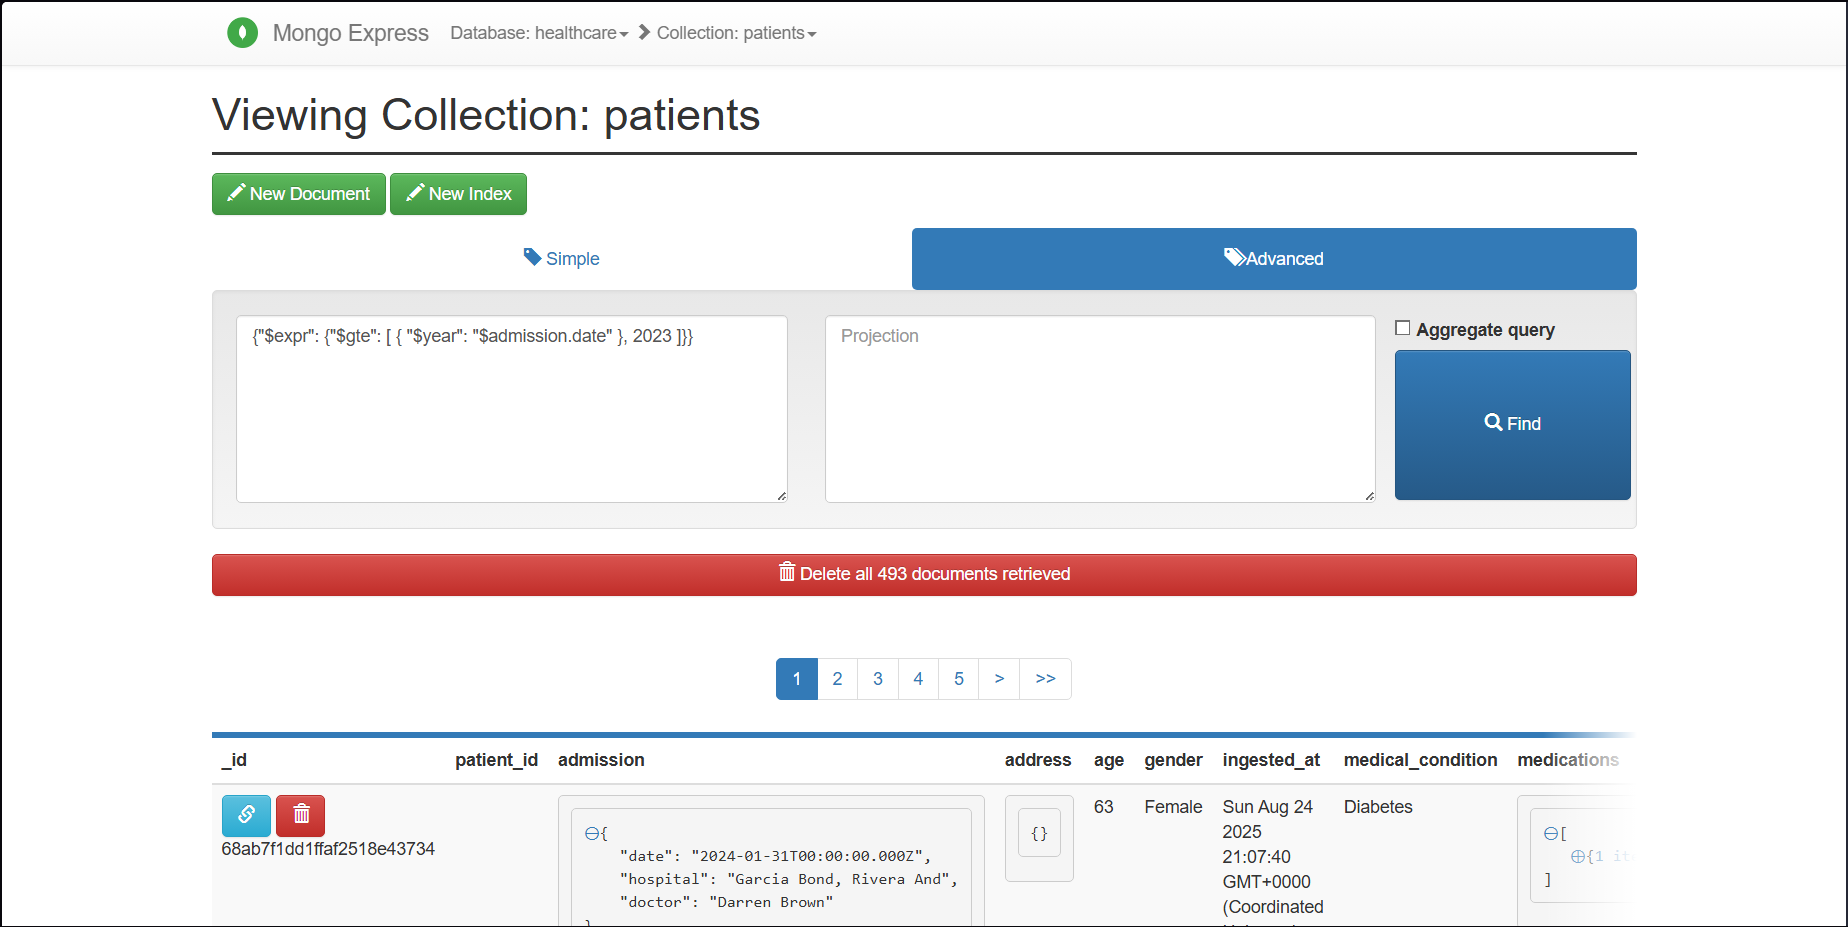 Mongo Express Database: healthcare Collection: patients
Viewing Collection: patients
New Document New Index
Simple Advanced
{"$expr": {"$gte": [ { "$year": "$admission.date" }, 2023 ]}} Projection Aggregate query
Find
Delete all 493 documents retrieved
1 2 3 4 5 > >>
_id patient_id admission address age gender ingested_at medical_condition medications
68ab7f1dd1ffaf2518e43734
{
"date": "2024-01-31T00:00:00.000Z",
"hospital": "Garcia Bond, Rivera And",
"doctor": "Darren Brown"
{}
63
Female
Sun Aug 24
2025
21:07:40
GMT+0000
(Coordinated
Diabetes
[
{1
]